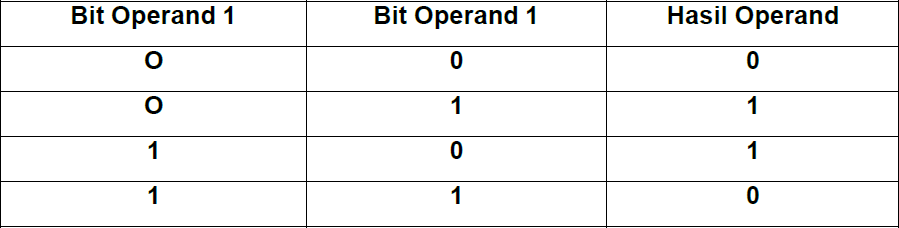 Bit Operand 1 Bit Operand 1 Hasil Operand
O 0 0
O 1 1
1 0 1
1 1 0